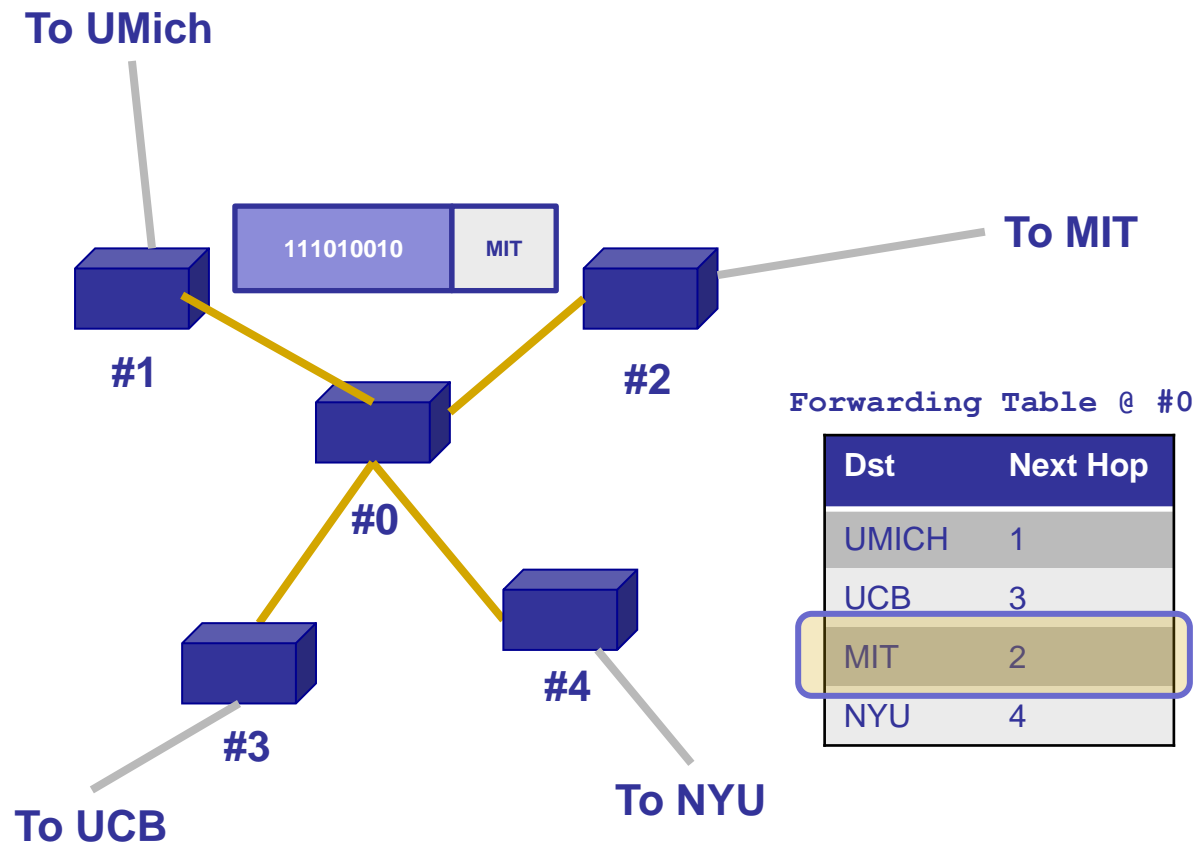 To UMich
111010010 MIT
To MIT
#1
#2
Forwarding Table @ #0
Dst Next Hop
UMICH 1
UCB 3
MIT 2
NYU 4
#0
#4
#3
To NYU
To UCB